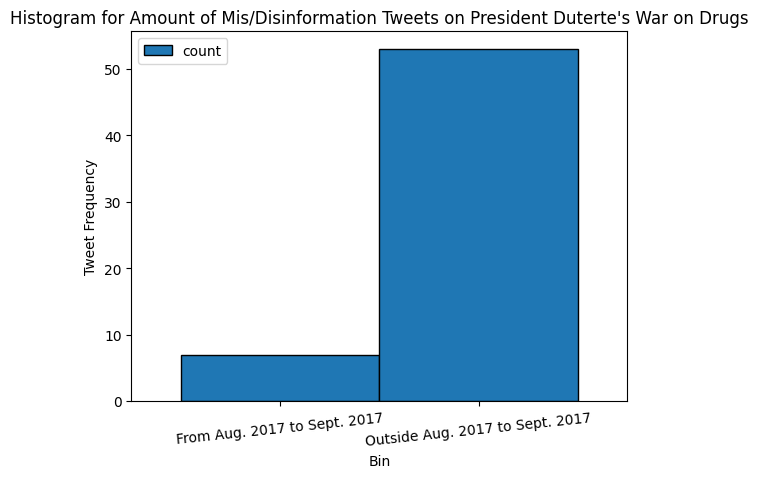 Histogram for Amount of Mis/Disinformation Tweets on President Duterte's War on Drugs
count
50
40
30
20
10
0
Tweet Frequency
From Aug. 2017 to Sept. 2017
Outside Aug. 2017 to Sept. 2017
Bin